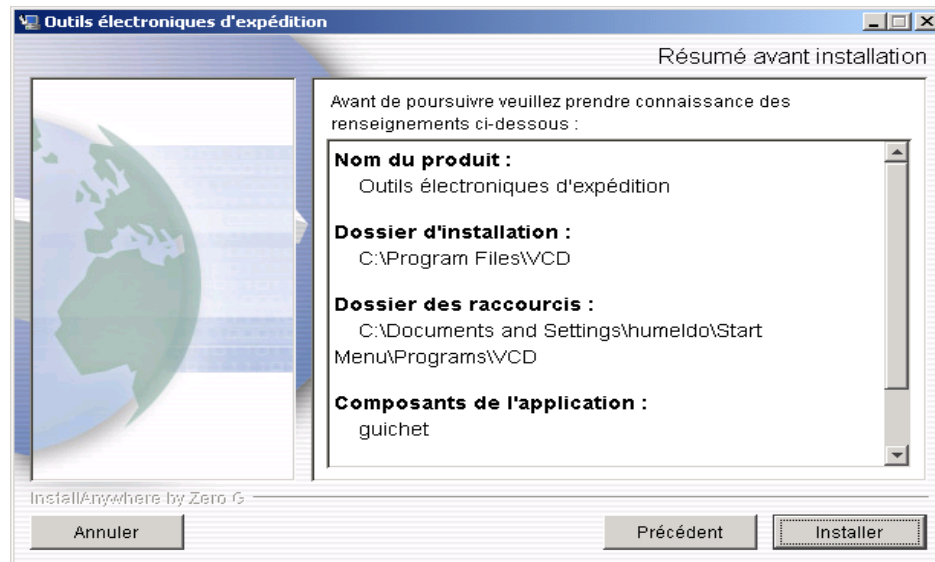 Outils électroniques d'expédition
Résumé avant installation
Avant de poursuivre veuillez prendre connaissance des
renseignements ci-dessous :
Nom du produit :
Outils électroniques d'expédition
Dossier d'installation :
C:\Program Files\VCD
Dossier des raccourcis :
C:\Documents and Settings\humeldo\Start
Menu\Programs\VCD
Composants de l'application :
guichet
InstallAnywhere by Zero G
Annuler
Précédent
Installer